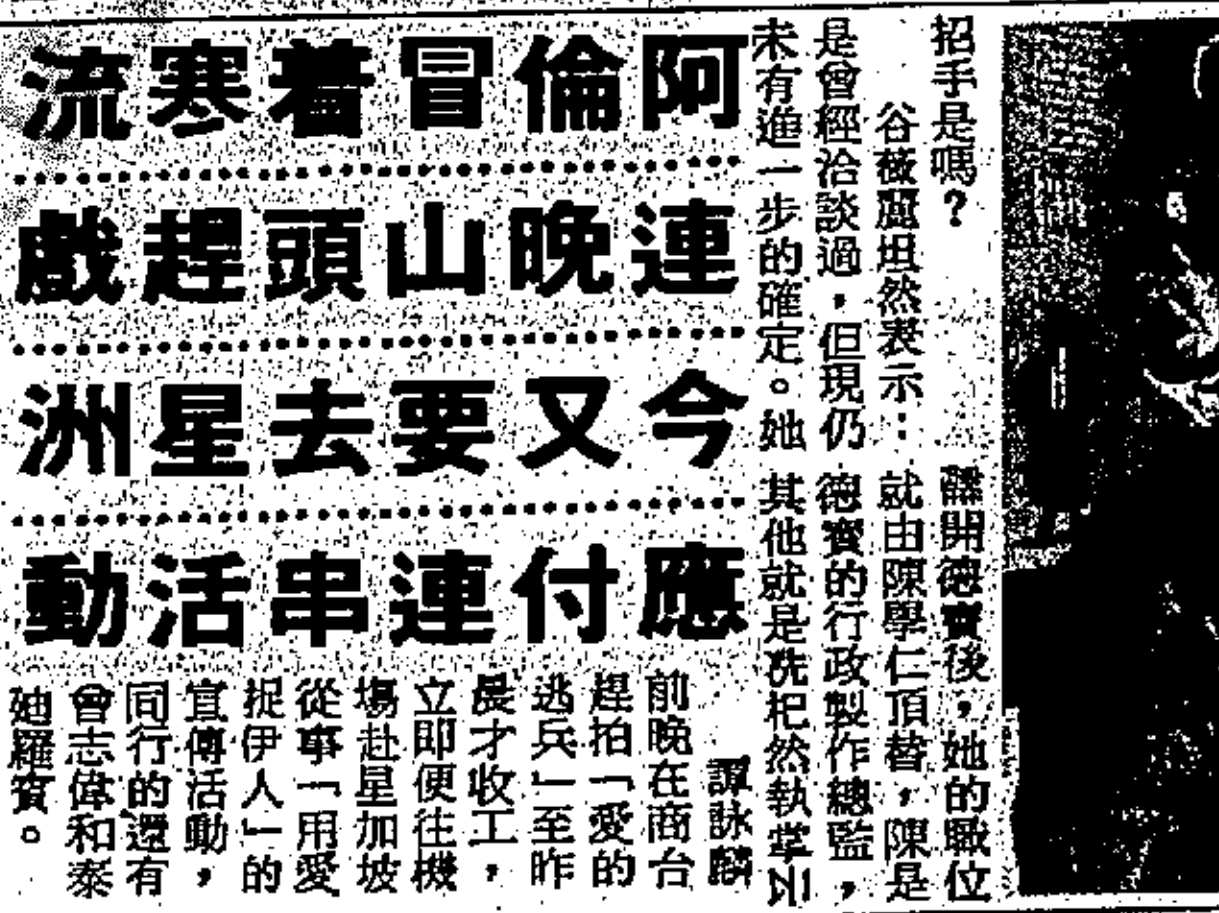 招手是嗎？
谷薇麗坦然表示：
是曾經洽談過，但現仍
未有進一步的確定。她
離開德寶後，她的職位
就由陳學仁頂替，陳是
德寶的行政製作總監，
其他就是冼杞然執掌
阿倫冒着寒流
連晚山頭趕戲
今又要去星洲
應付連串活動
譚詠麟
前晚在商台
趕拍「愛的
逃兵」至昨
晨才收工，
立即便往機
塲赴星加坡
從事「用愛
捉伊人」的
宣傳活動，
同行的還有
曾志偉和泰
迪羅賓。